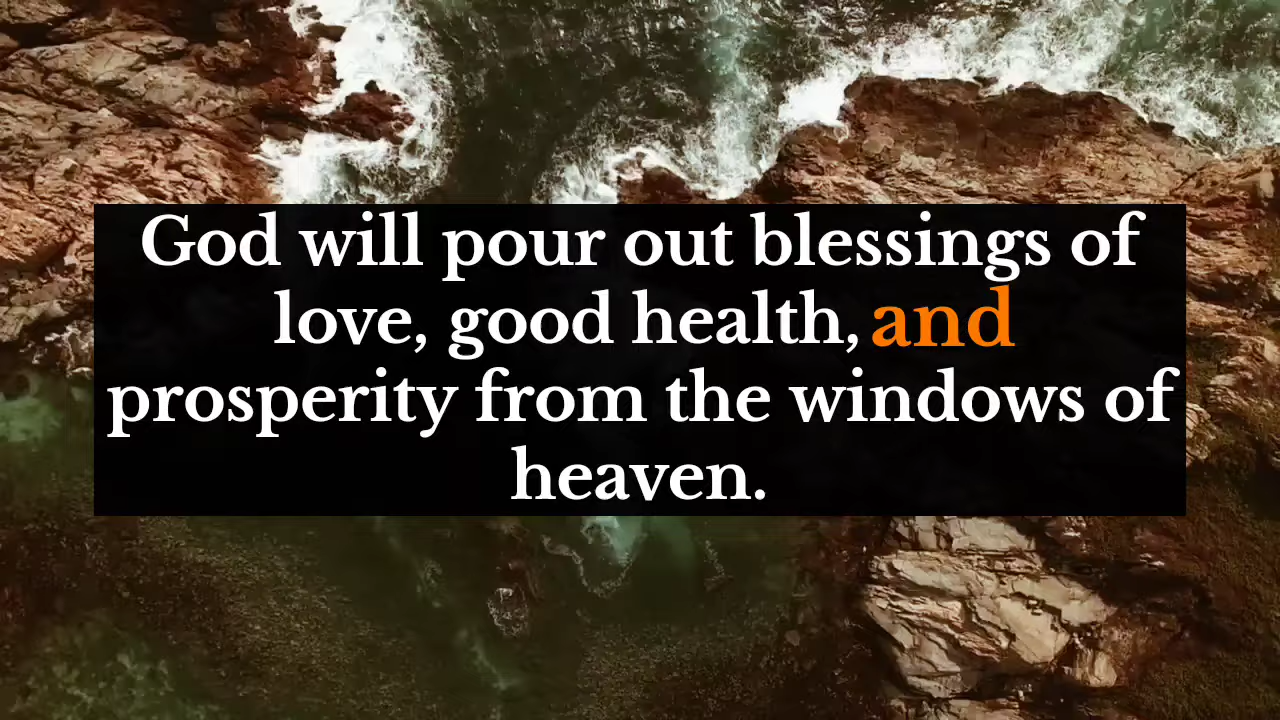 God will pour out blessings of
love, good health, and
prosperity from the windows of
heaven.